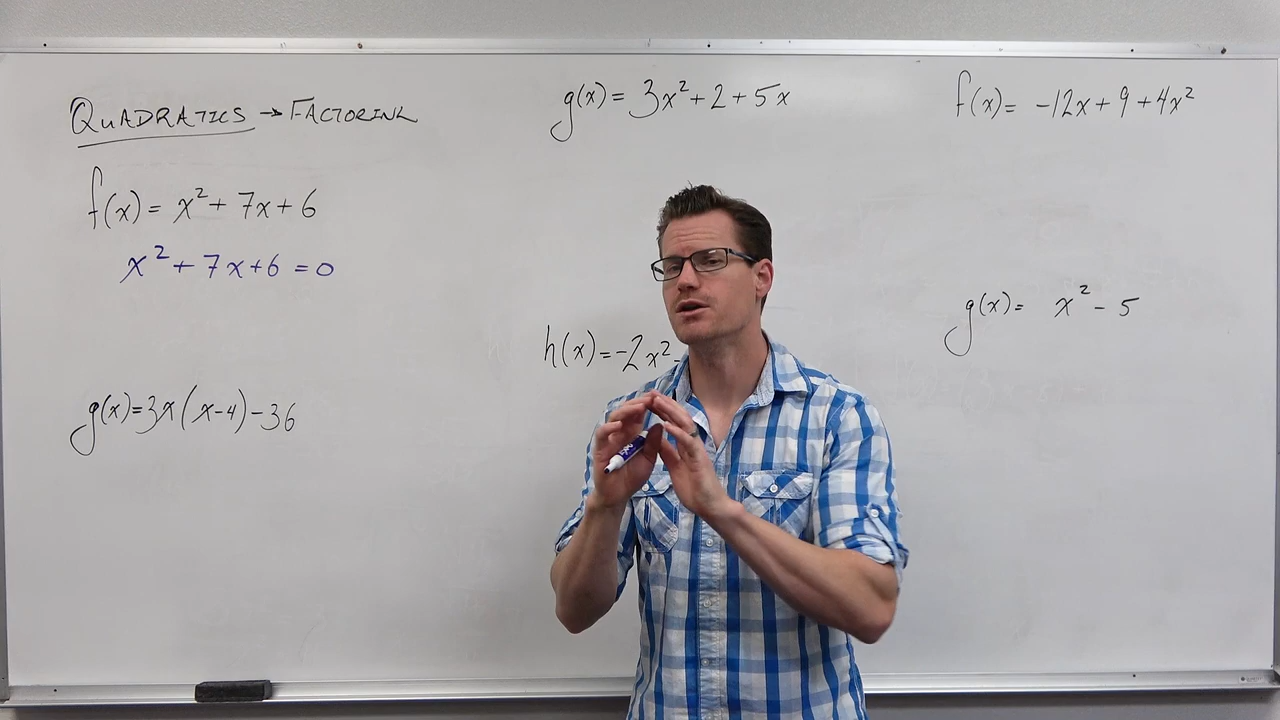 QUADRATICS → FACTORING
f(x) = x² + 7x + 6
x² + 7x + 6 = 0
g(x) = 3x(x-4) - 36
g(x) = 3x² + 2 + 5x
h(x) = -2x² -
f(x) = -12x + 9 + 4x²
g(x) = x² - 5